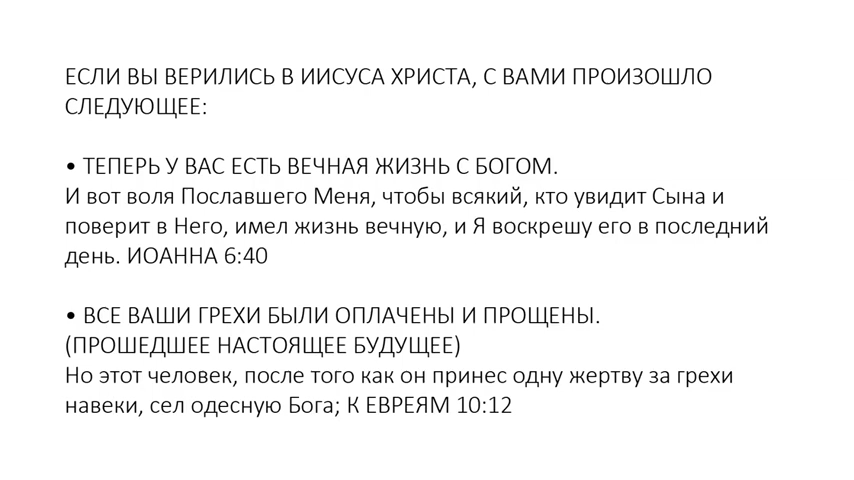 ЕСЛИ ВЫ ВЕРИЛИСЬ В ИИСУСА ХРИСТА, С ВАМИ ПРОИЗОШЛО
СЛЕДУЮЩЕЕ:
• ТЕПЕРЬ У ВАС ЕСТЬ ВЕЧНАЯ ЖИЗНЬ С БОГОМ.
И вот воля Пославшего Меня, чтобы всякий, кто увидит Сына и
поверит в Него, имел жизнь вечную, и Я воскрешу его в последний
день. ИОАННА 6:40
• ВСЕ ВАШИ ГРЕХИ БЫЛИ ОПЛАЧЕНЫ И ПРОЩЕНЫ.
(ПРОШЕДШЕЕ НАСТОЯЩЕЕ БУДУЩЕЕ)
Но этот человек, после того как он принес одну жертву за грехи
навеки, сел одесную Бога; К ЕВРЕЯМ 10:12